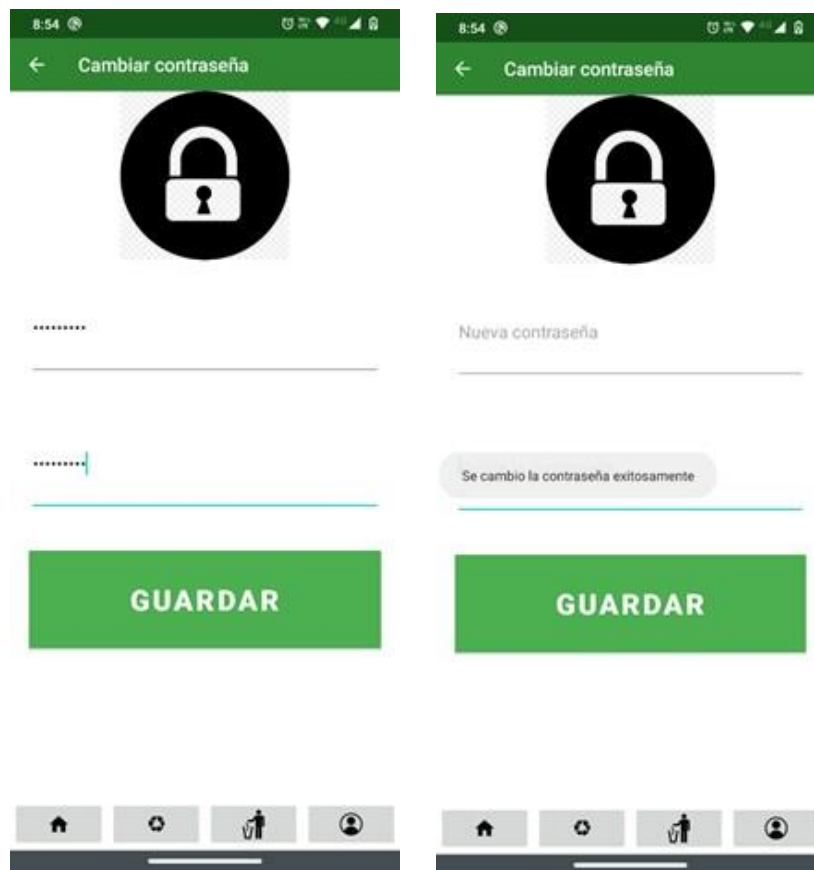 8:54
Cambiar contraseña
•••••••••
•••••••••
GUARDAR
8:54
Cambiar contraseña
Nueva contraseña
Se cambio la contraseña exitosamente
GUARDAR